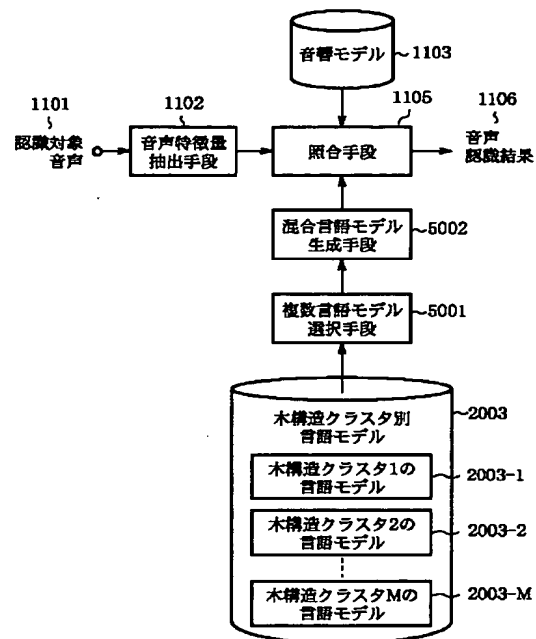 音響モデル
1103
1101
1102
1105
1106
認識対象
音声
音声特徴量
抽出手段
照合手段
音声
認識結果
混合言語モデル
生成手段
5002
複数言語モデル
選択手段
5001
木構造クラスタ別
言語モデル
2003
木構造クラスタ1の
言語モデル
2003-1
木構造クラスタ2の
言語モデル
2003-2
木構造クラスタMの
言語モデル
2003-M